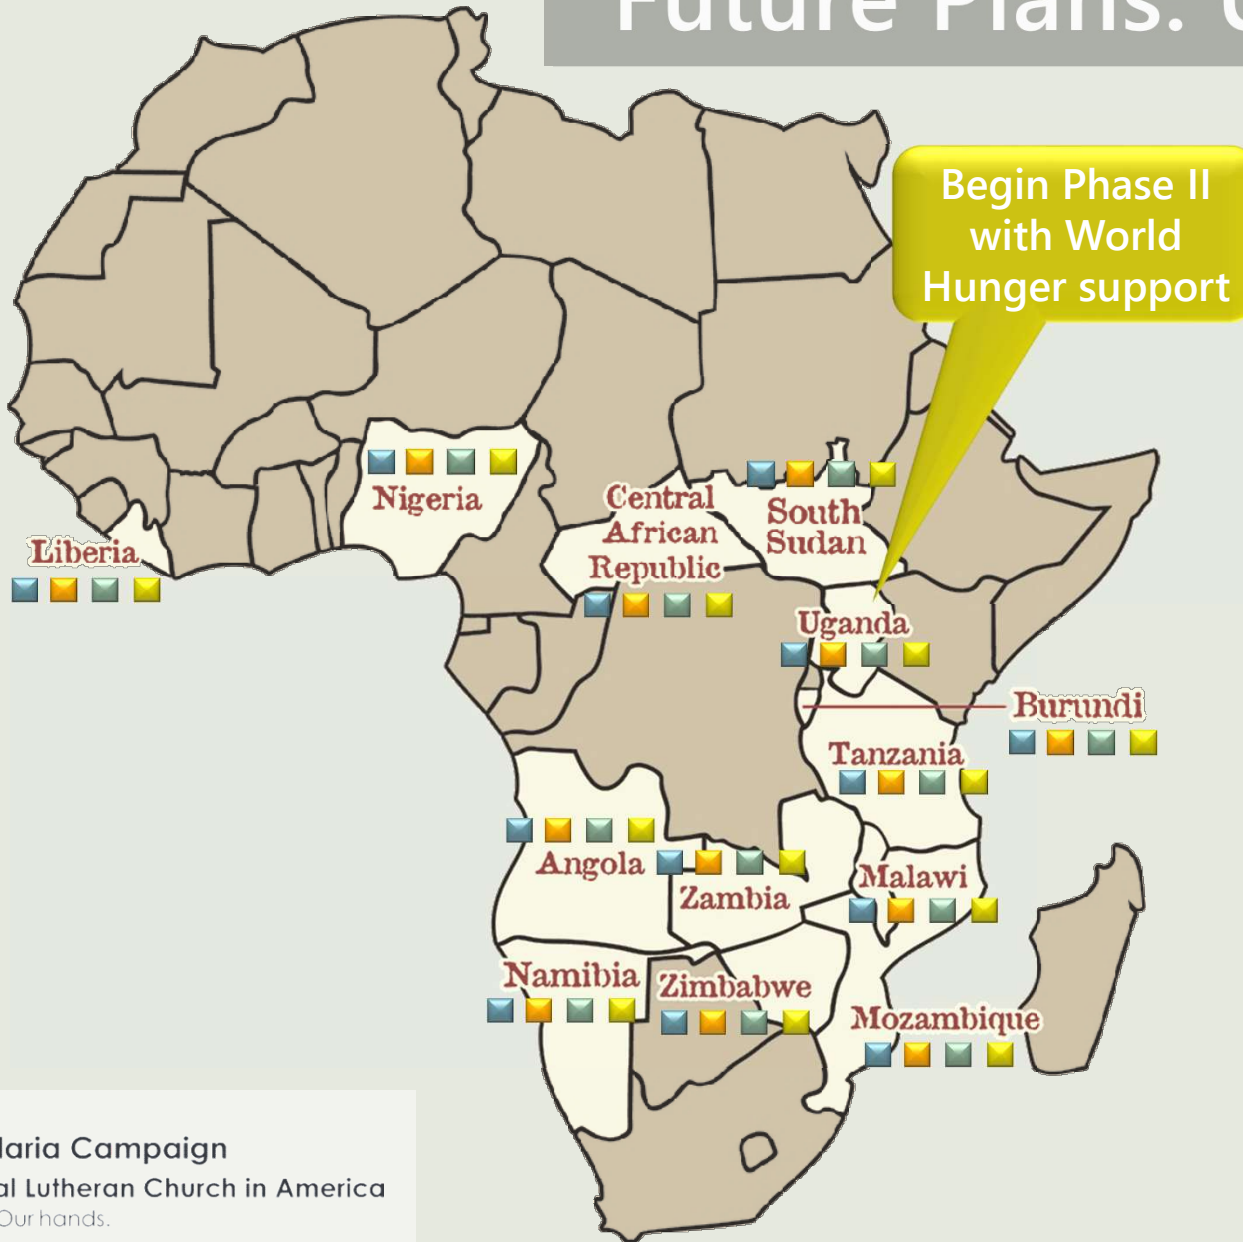 Future Plans:
Begin Phase II
with World
Hunger support
Nigeria
Central
African
Republic
South
Sudan
Liberia
Uganda
Burundi
Tanzania
Angola
Zambia
Malawi
Namibia
Zimbabwe
Mozambique
laria Campaign
al Lutheran Church in America
Our hands.